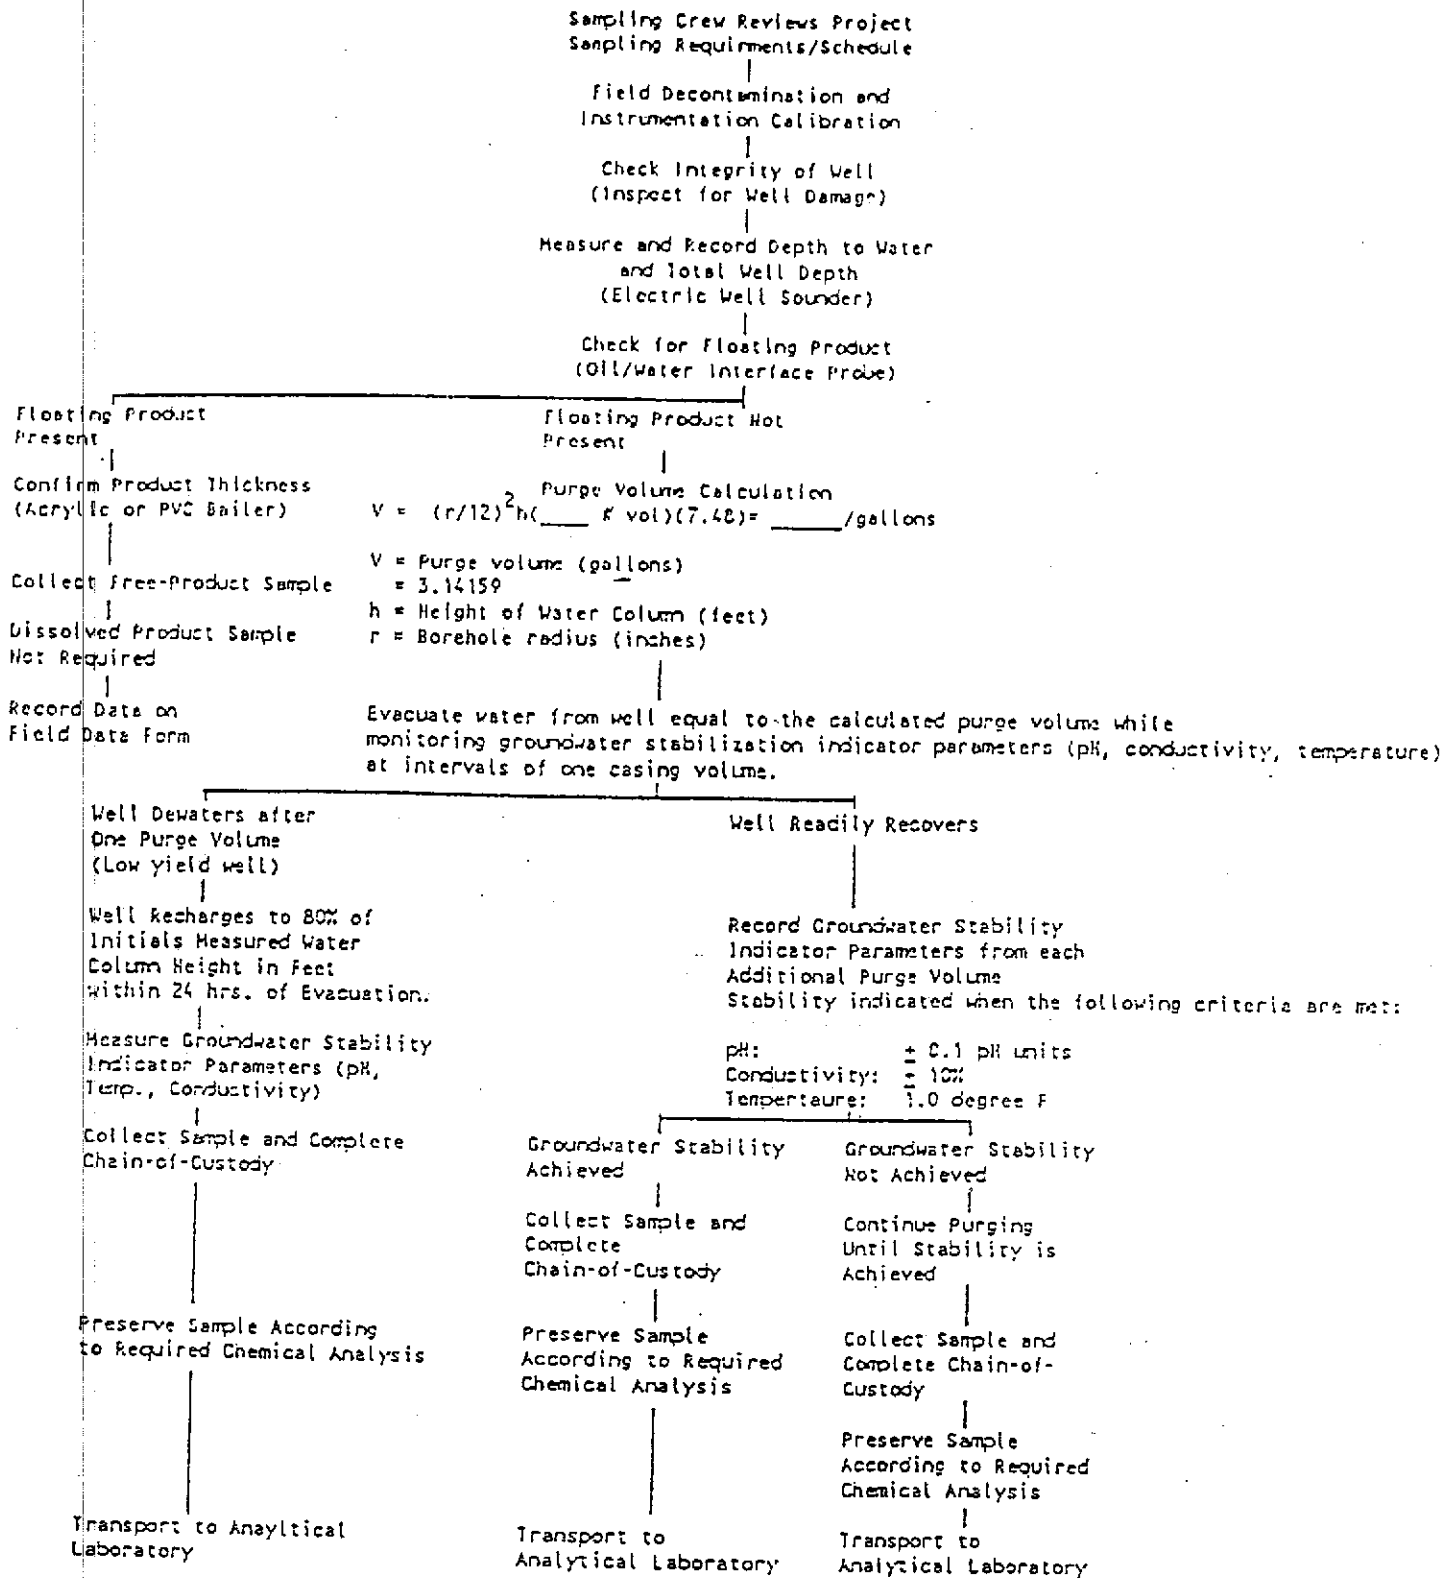 Sampling Crew Reviews Project
Sampling Requirments/Schedule
Field Decontamination and
Instrumentation Calibration
Check Integrity of Well
(Inspect for Well Damage)
Measure and Record Depth to Water
and Total Well Depth
(Electric Well Sounder)
Check for Floating Product
(Oil/Water Interface Probe)
Floating Product
Present
Confirm Product Thickness
(Acrylic or PVC Bailer)
Collect Free-Product Sample
Dissolved Product Sample
Not Required
Record Data on
Field Data Form
Floating Product Not
Present
Purge Volume Calculation
V = (r/12)²h(____ # vol)(7.48)= ______/gallons
V = Purge volume (gallons)
= 3.14159
h = Height of Water Column (feet)
r = Borehole radius (inches)
Evacuate water from well equal to the calculated purge volume while
monitoring groundwater stabilization indicator parameters (pH, conductivity, temperature)
at intervals of one casing volume.
Well Dewaters after
One Purge Volume
(Low yield well)
Well Recharges to 80% of
Initials Measured Water
Column Height in Feet
within 24 hrs. of Evacuation.
Measure Groundwater Stability
Indicator Parameters (pH,
Temp., Conductivity)
Collect Sample and Complete
Chain-of-Custody
Preserve Sample According
to Required Chemical Analysis
Transport to Anayltical
Laboratory
Well Readily Recovers
Record Groundwater Stability
Indicator Parameters from each
Additional Purge Volume
Stability indicated when the following criteria are met:
pH: ± 0.1 pH units
Conductivity: ± 10%
Tempertaure: 1.0 degree F
Groundwater Stability
Achieved
Collect Sample and
Complete
Chain-of-Custody
Preserve Sample
According to Required
Chemical Analysis
Transport to
Analytical Laboratory
Groundwater Stability
Not Achieved
Continue Purging
Until Stability is
Achieved
Collect Sample and
Complete Chain-of-
Custody
Preserve Sample
According to Required
Chemical Analysis
Transport to
Analytical Laboratory